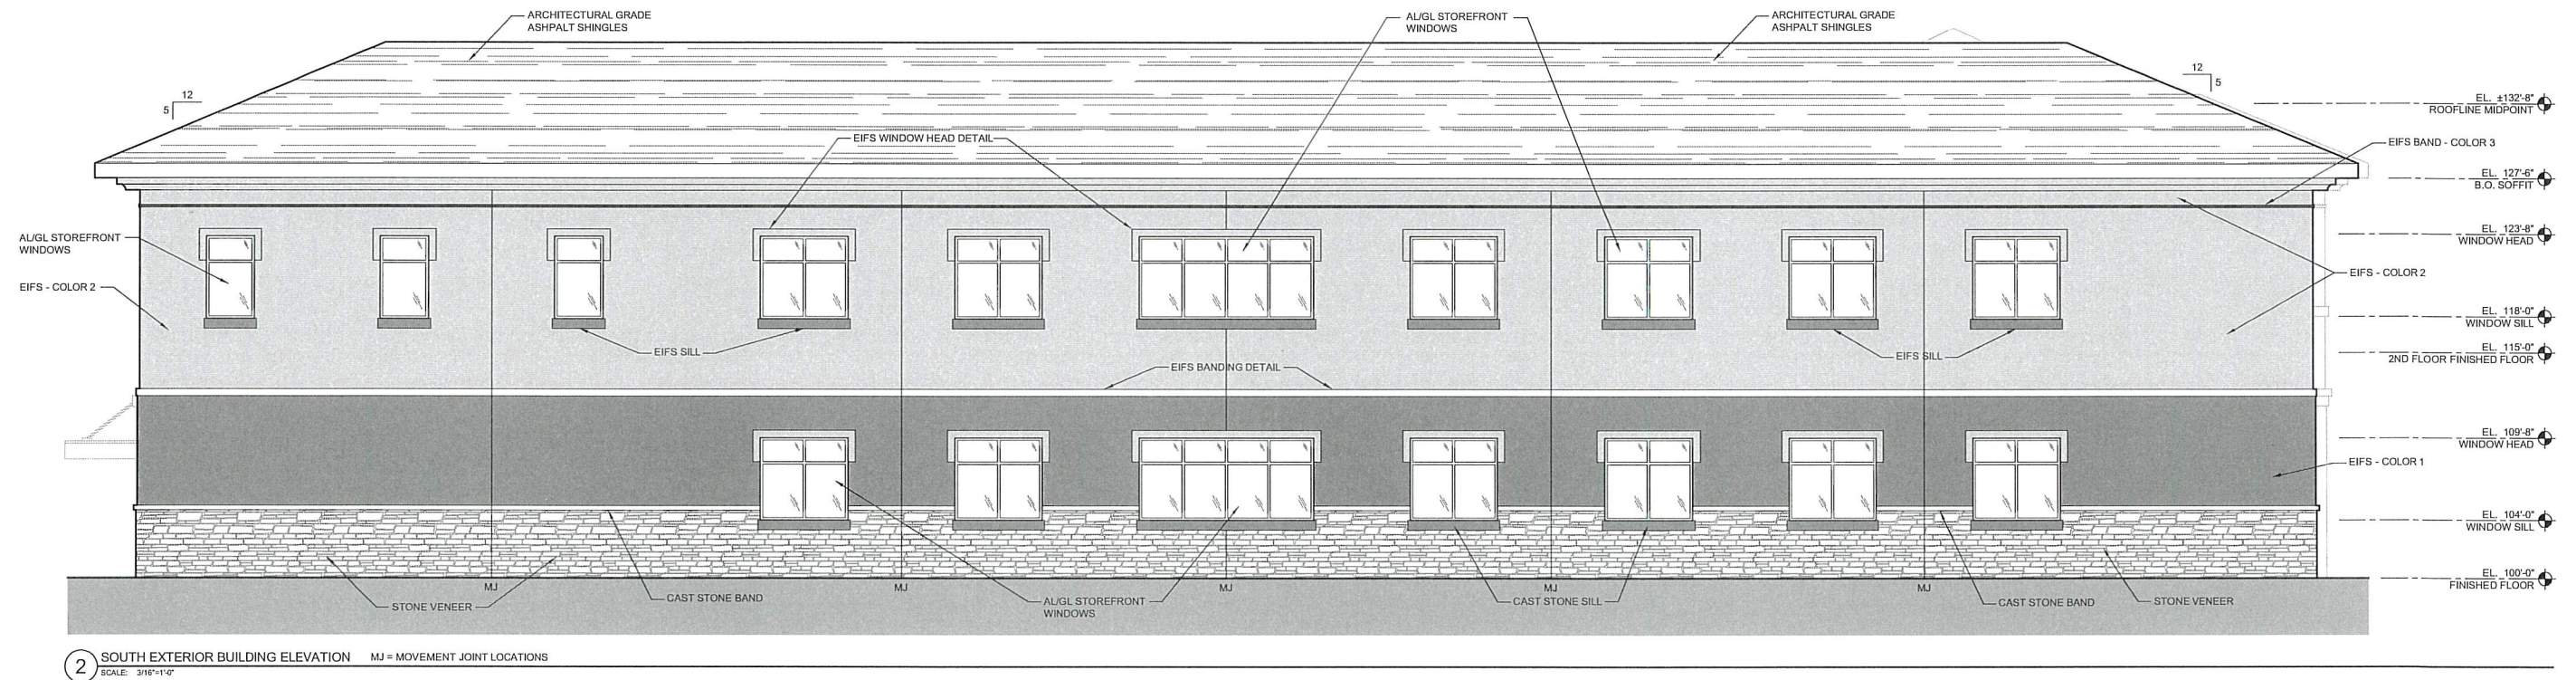 ARCHITECTURAL GRADE
ASHPALT SHINGLES
AL/GL STOREFRONT
WINDOWS
ARCHITECTURAL GRADE
ASHPALT SHINGLES
12
5
12
5
EL. ±132'-8"
ROOFLINE MIDPOINT
EIFS WINDOW HEAD DETAIL
EIFS BAND - COLOR 3
EL. 127'-6"
B.O. SOFFIT
AL/GL STOREFRONT
WINDOWS
EL. 123'-8"
WINDOW HEAD
EIFS - COLOR 2
EIFS - COLOR 2
EL. 118'-0"
WINDOW SILL
EIFS SILL
EIFS SILL
EL. 115'-0"
2ND FLOOR FINISHED FLOOR
EIFS BANDING DETAIL
EL. 109'-8"
WINDOW HEAD
EIFS - COLOR 1
EL. 104'-0"
WINDOW SILL
EL. 100'-0"
FINISHED FLOOR
MJ
MJ
MJ
MJ
MJ
STONE VENEER
CAST STONE BAND
AL/GL STOREFRONT
WINDOWS
CAST STONE SILL
CAST STONE BAND
STONE VENEER
2
SOUTH EXTERIOR BUILDING ELEVATION MJ = MOVEMENT JOINT LOCATIONS
SCALE: 3/16"=1'-0"